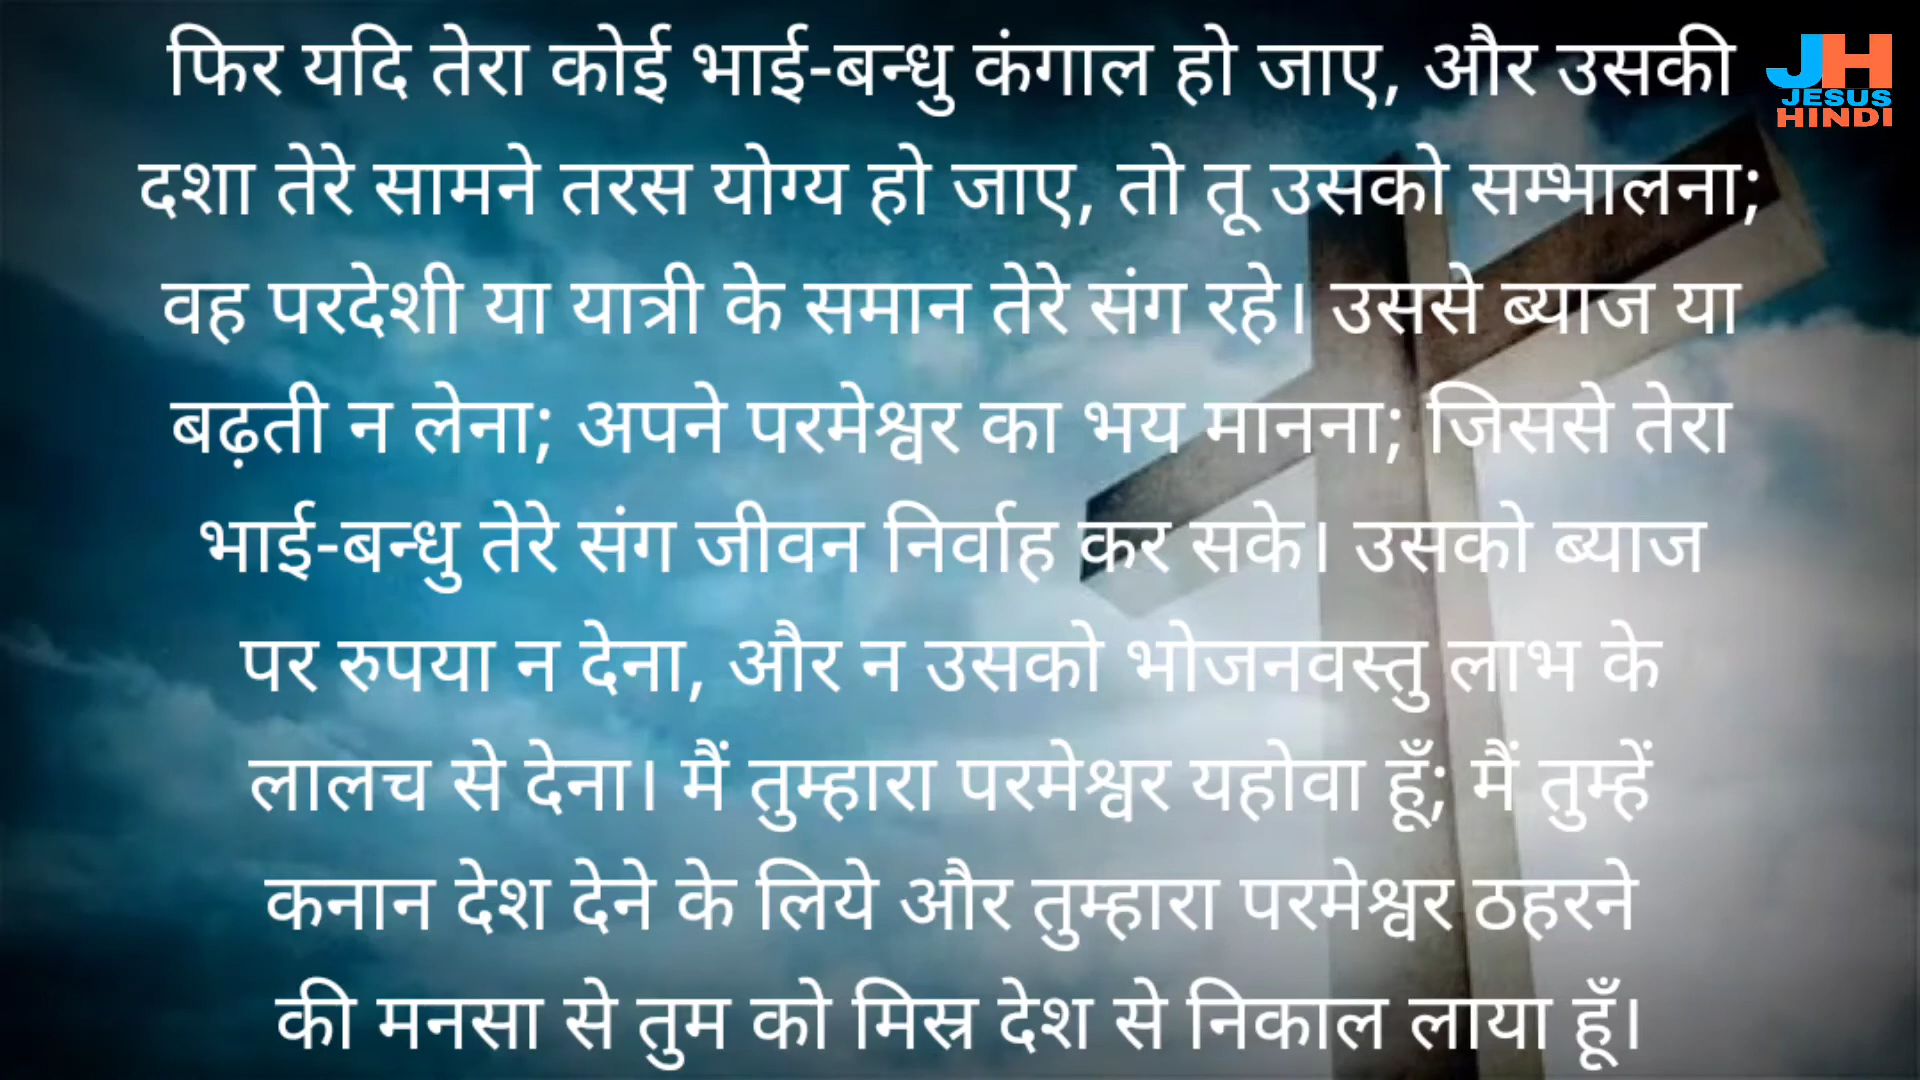 फिर यदि तेरा कोई भाई-बन्धु कंगाल हो जाए, और उसकी
दशा तेरे सामने तरस योग्य हो जाए, तो तू उसको सम्भालना;
वह परदेशी या यात्री के समान तेरे संग रहे। उससे ब्याज या
बढ़ती न लेना; अपने परमेश्वर का भय मानना; जिससे तेरा
भाई-बन्धु तेरे संग जीवन निर्वाह कर सके। उसको ब्याज
पर रुपया न देना, और न उसको भोजनवस्तु लाभ के
लालच से देना। मैं तुम्हारा परमेश्वर यहोवा हूँ; मैं तुम्हें
कनान देश देने के लिये और तुम्हारा परमेश्वर ठहरने
की मनसा से तुम को मिस्र देश से निकाल लाया हूँ।
JH
JESUS
HINDI